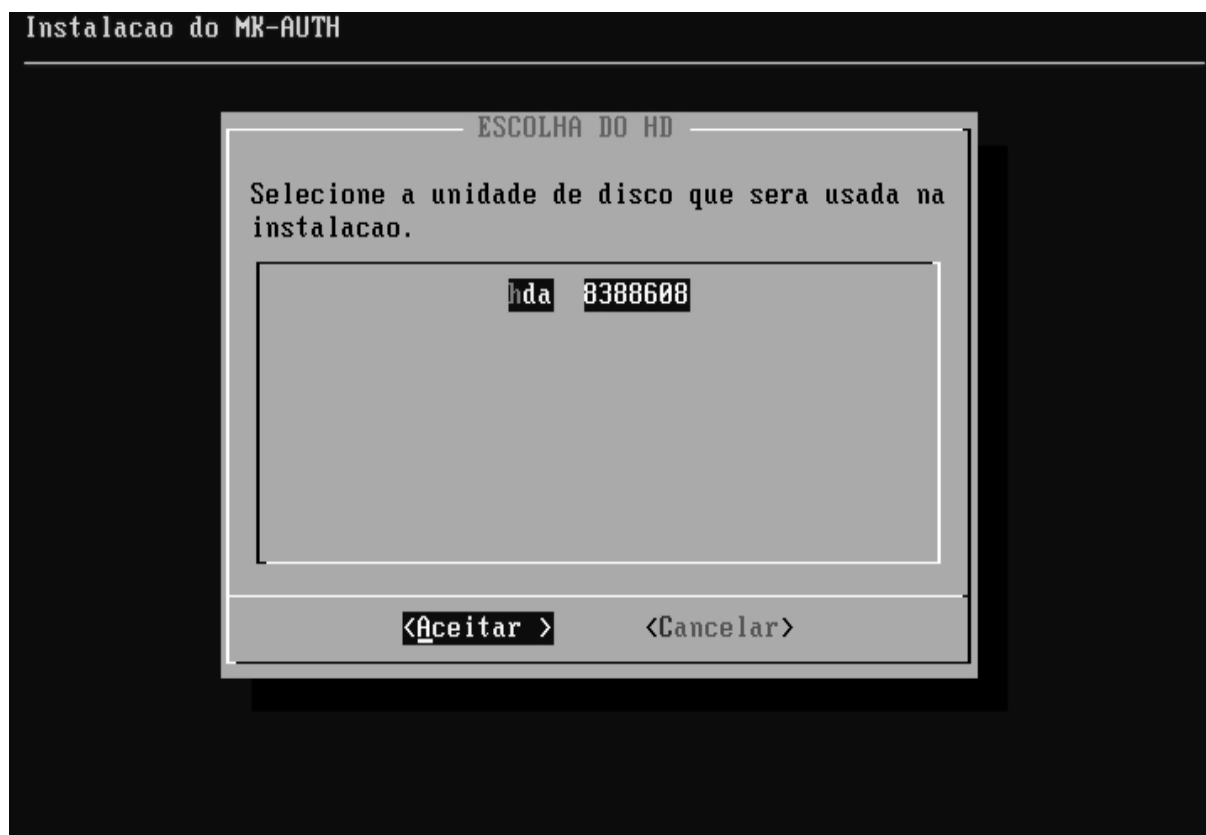 Instalacao do MK-AUTH
ESCOLHA DO HD
Selecione a unidade de disco que sera usada na
instalacao.
hda 8388608
<Aceitar > <Cancelar>